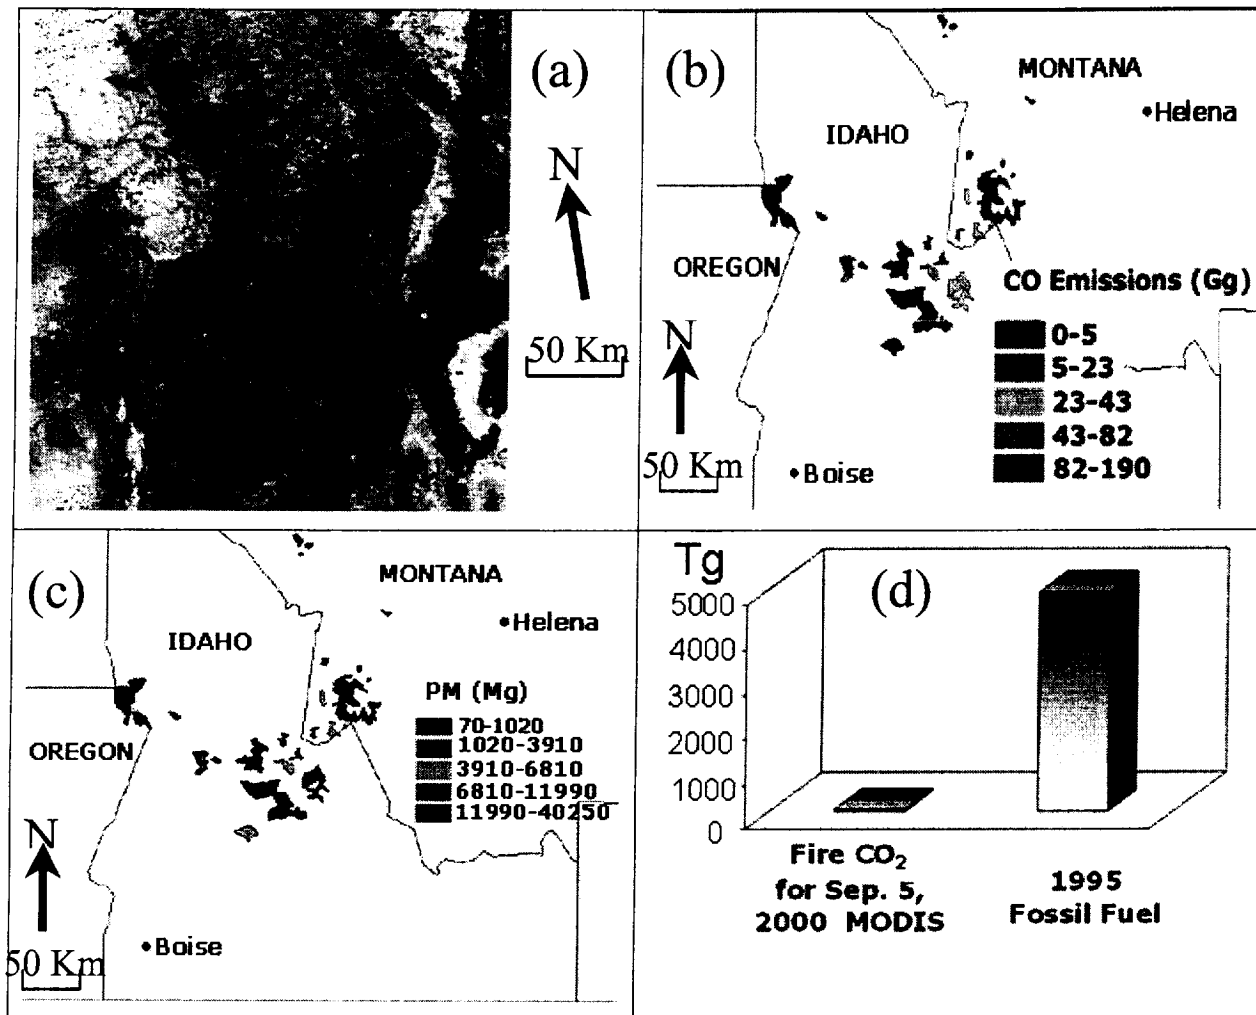 (a)
N
50 Km
(b)
MONTANA
Helena
IDAHO
OREGON
CO Emissions (Gg)
0-5
5-23
23-43
43-82
82-190
N
50 Km
Boise
(c)
MONTANA
Helena
IDAHO
PM (Mg)
70-1020
1020-3910
3910-6810
6810-11990
11990-40250
OREGON
N
50 Km
Boise
(d)
Tg
5000
4000
3000
2000
1000
0
Fire CO₂
for Sep. 5,
2000 MODIS
1995
Fossil Fuel